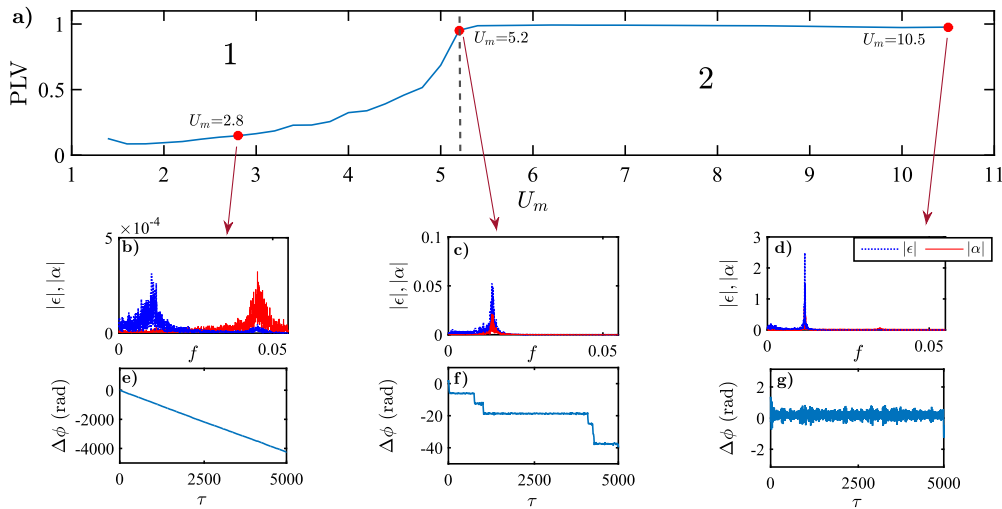 a)
PLV
1
0.5
0
1
2
U_m=2.8
U_m=5.2
U_m=10.5
1 2 3 4 5 6 7 8 9 10 11
U_m
×10^-4
b)
|ϵ|, |α|
5
0
0 0.05
f
c)
|ϵ|, |α|
0.1
0.05
0
0 0.05
f
d)
|ϵ| |α|
|ϵ|, |α|
3
2
1
0
0 0.05
f
e)
Δϕ (rad)
0
-2000
-4000
0 2500 5000
τ
f)
Δϕ (rad)
0
-20
-40
0 2500 5000
τ
g)
Δϕ (rad)
2
0
-2
0 2500 5000
τ